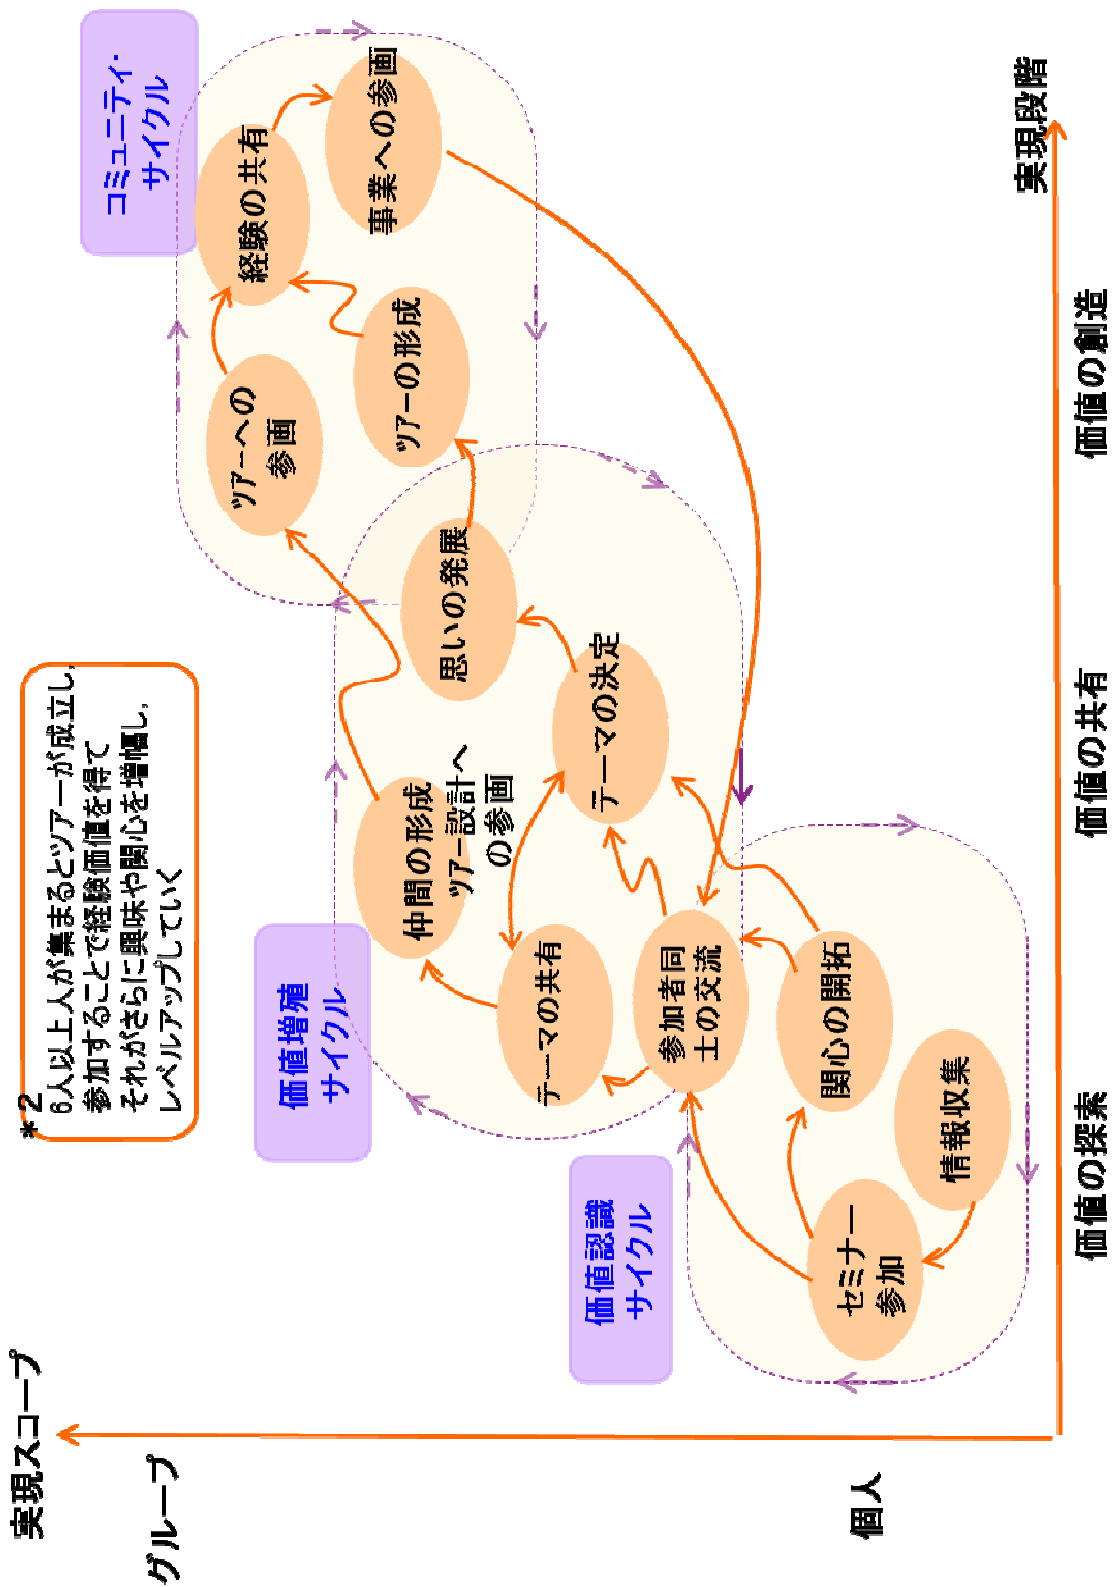 実現スコープ
グループ
個人
*２
6人以上人が集まるとツアーが成立し,
参加することで経験価値を得て
それがさらに興味や関心を増幅し,
レベルアップしていく
コミュニティ・
サイクル
価値増殖
サイクル
価値認識
サイクル
経験の共有
事業への参画
ツアーへの
参画
ツアーの形成
思いの発展
仲間の形成
ツアー設計へ
の参画
テーマの決定
テーマの共有
参加者同
士の交流
関心の開拓
情報収集
セミナー
参加
実現段階
価値の探索
価値の共有
価値の創造